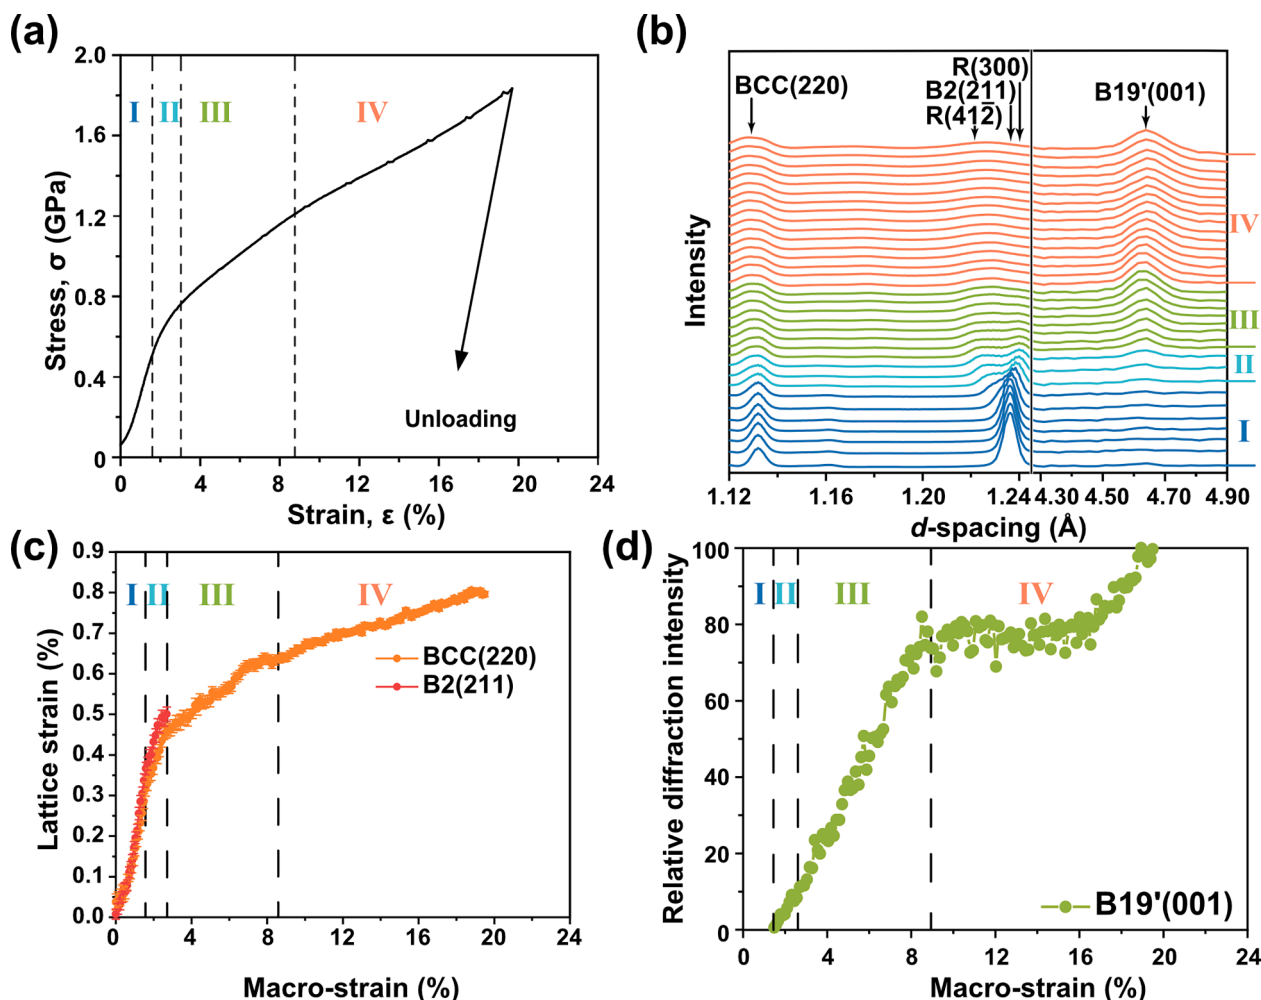 (a)
2.0
1.6
1.2
0.8
0.4
0
I
II
III
IV
Unloading
0
4
8
12
16
20
24
Stress, σ (GPa)
Strain, ε (%)
(b)
BCC(220)
R(300)
B2(211)
R(412̅)
B19'(001)
IV
III
II
I
Intensity
1.12
1.16
1.20
1.24
4.30
4.50
4.70
4.90
d-spacing (Å)
(c)
0.9
0.8
0.7
0.6
0.5
0.4
0.3
0.2
0.1
0.0
I
II
III
IV
BCC(220)
B2(211)
0
4
8
12
16
20
24
Lattice strain (%)
Macro-strain (%)
(d)
100
80
60
40
20
0
I
II
III
IV
B19'(001)
0
4
8
12
16
20
24
Relative diffraction intensity
Macro-strain (%)